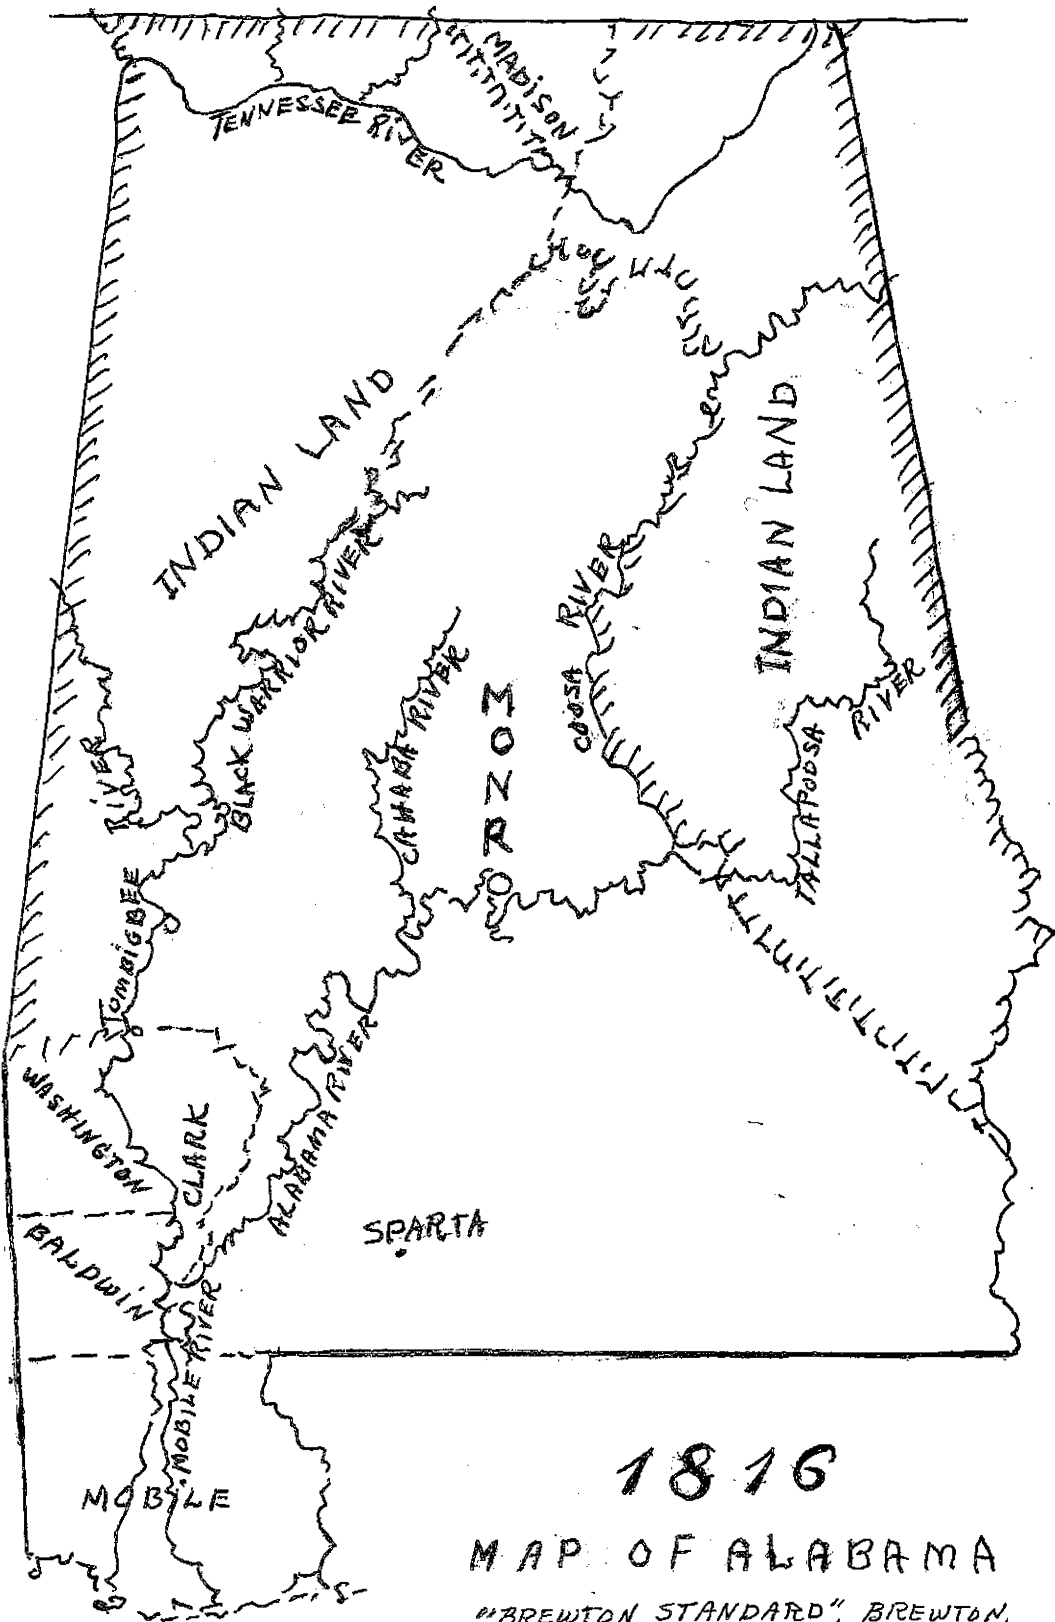 MADISON
TENNESSEE RIVER
INDIAN LAND
BLACK WARRIOR RIVER
CAHABA RIVER
MONRO
COOSA RIVER
INDIAN LAND
TALLAPOOSA RIVER
TOMBIGBEE RIVER
WASHINGTON
CLARK
ALABAMA RIVER
SPARTA
BALDWIN
MOBILE RIVER
MOBILE
1816
MAP OF ALABAMA
"BREWTON STANDARD", BREWTON,